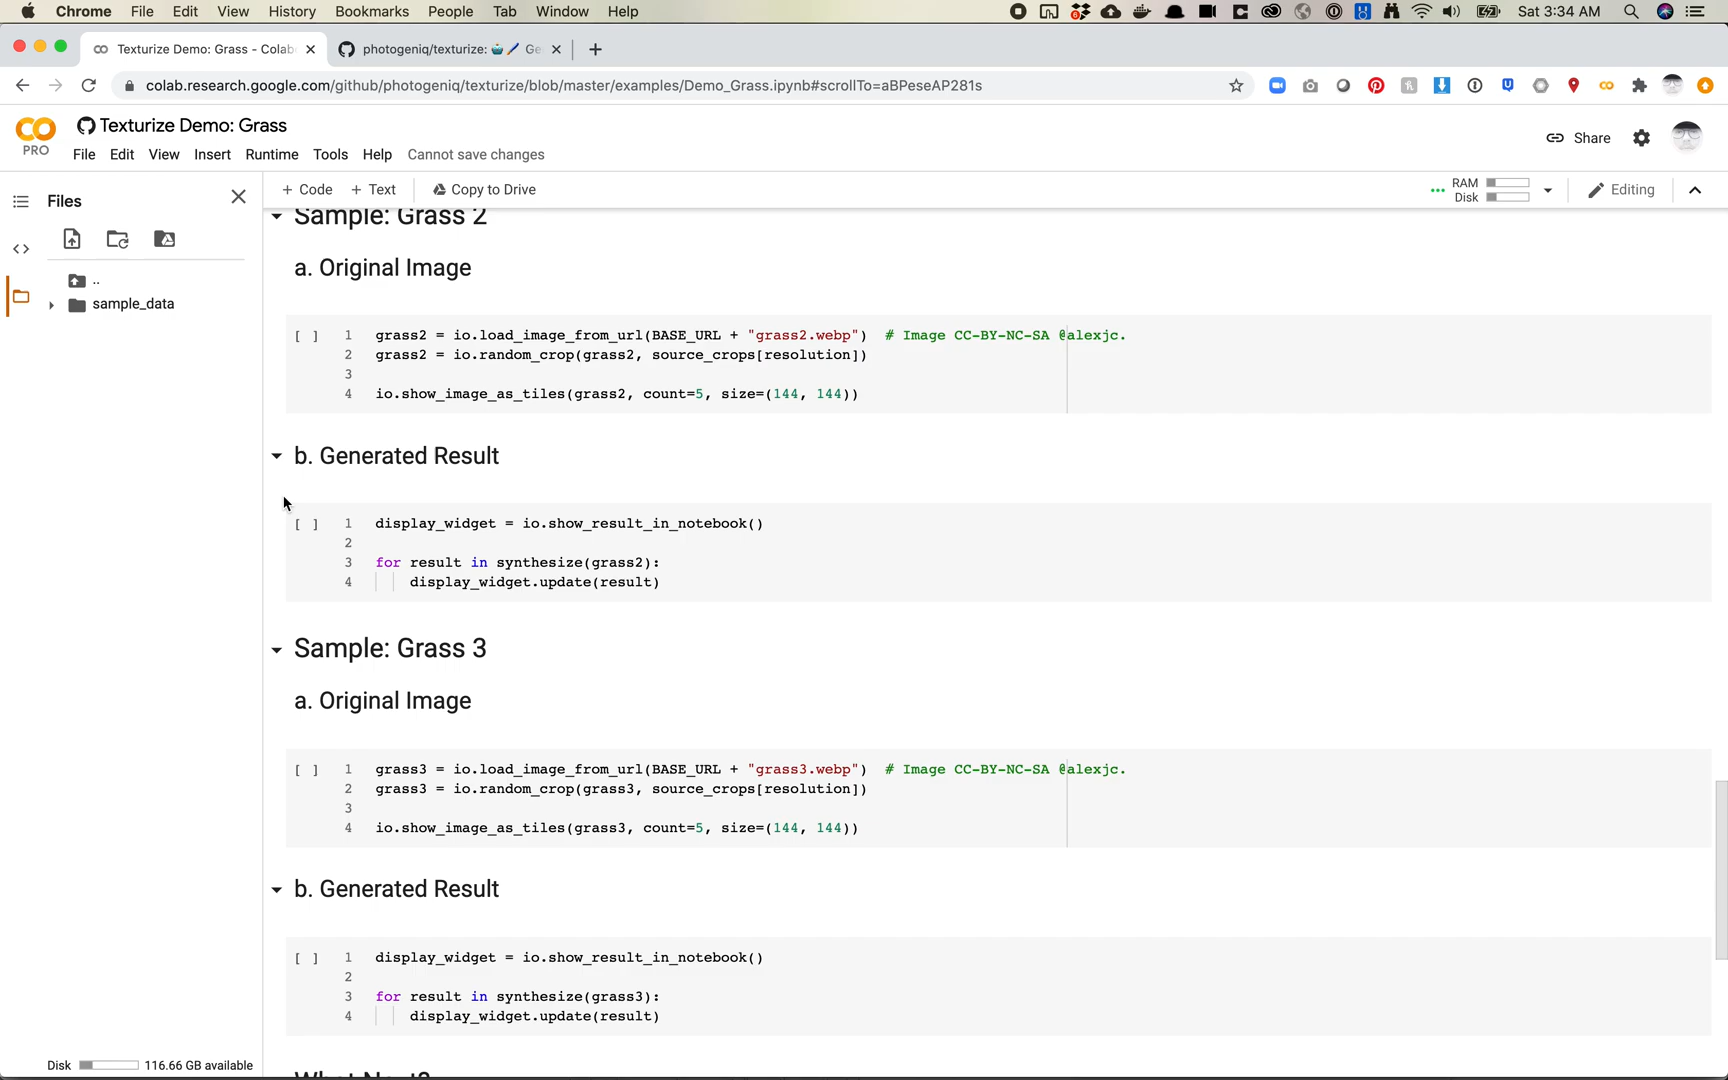 Chrome File Edit View History Bookmarks People Tab Window Help
Sat 3:34 AM
Texturize Demo: Grass - Colab
photogeniq/texturize: Ge
colab.research.google.com/github/photogeniq/texturize/blob/master/examples/Demo_Grass.ipynb#scrollTo=aBPeseAP281s
PRO
Texturize Demo: Grass
File Edit View Insert Runtime Tools Help Cannot save changes
Share
Files
+ Code + Text Copy to Drive
RAM
Disk
Editing
..
sample_data
Sample: Grass 2
a. Original Image
[ ] 1 grass2 = io.load_image_from_url(BASE_URL + "grass2.webp")  # Image CC-BY-NC-SA @alexjc.
2 grass2 = io.random_crop(grass2, source_crops[resolution])
3
4 io.show_image_as_tiles(grass2, count=5, size=(144, 144))
b. Generated Result
[ ] 1 display_widget = io.show_result_in_notebook()
2
3 for result in synthesize(grass2):
4 display_widget.update(result)
Sample: Grass 3
a. Original Image
[ ] 1 grass3 = io.load_image_from_url(BASE_URL + "grass3.webp")  # Image CC-BY-NC-SA @alexjc.
2 grass3 = io.random_crop(grass3, source_crops[resolution])
3
4 io.show_image_as_tiles(grass3, count=5, size=(144, 144))
b. Generated Result
[ ] 1 display_widget = io.show_result_in_notebook()
2
3 for result in synthesize(grass3):
4 display_widget.update(result)
What Next?
Disk 116.66 GB available